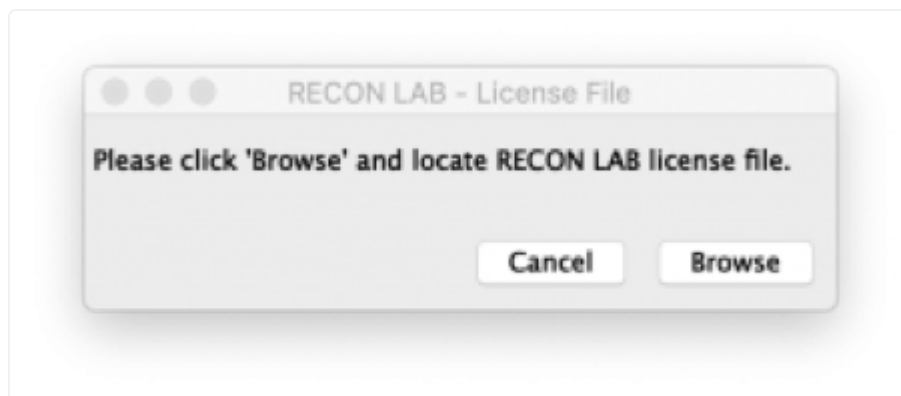 RECON LAB - License File
Please click 'Browse' and locate RECON LAB license file.
Cancel Browse